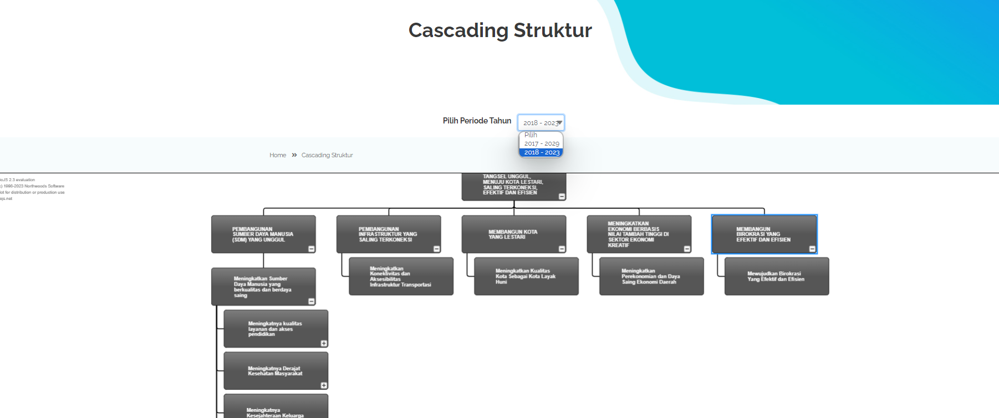 Cascading Struktur
Pilih Periode Tahun
2018 - 2023
Pilih
2017 - 2029
2018 - 2023
Home » Cascading Struktur
oJS 2.3 evaluation
c) 1998-2023 Northwoods Software
lot for distribution or production use
ojs.net
TANGSEL UNGGUL,
MENUJU KOTA LESTARI,
SALING TERKONEKSI,
EFEKTIF DAN EFISIEN
PEMBANGUNAN
SUMBER DAYA MANUSIA
(SDM) YANG UNGGUL
PEMBANGUNAN
INFRASTRUKTUR YANG
SALING TERKONEKSI
MEMBANGUN KOTA
YANG LESTARI
MENINGKATKAN
EKONOMI BERBASIS
NILAI TAMBAH TINGGI DI
SEKTOR EKONOMI
KREATIF
MEMBANGUN
BIROKRASI YANG
EFEKTIF DAN EFISIEN
Meningkatkan Sumber
Daya Manusia yang
berkualitas dan berdaya
saing
Meningkatkan
Konektivitas dan
Aksesibilitas
Infrastruktur Transportasi
Meningkatkan Kualitas
Kota Sebagai Kota Layak
Huni
Meningkatkan
Perekonomian dan Daya
Saing Ekonomi Daerah
Mewujudkan Birokrasi
Yang Efektif dan Efisien
Meningkatnya kualitas
layanan dan akses
pendidikan
Meningkatnya Derajat
Kesehatan Masyarakat
Meningkatnya
Kesejahteraan Keluarga